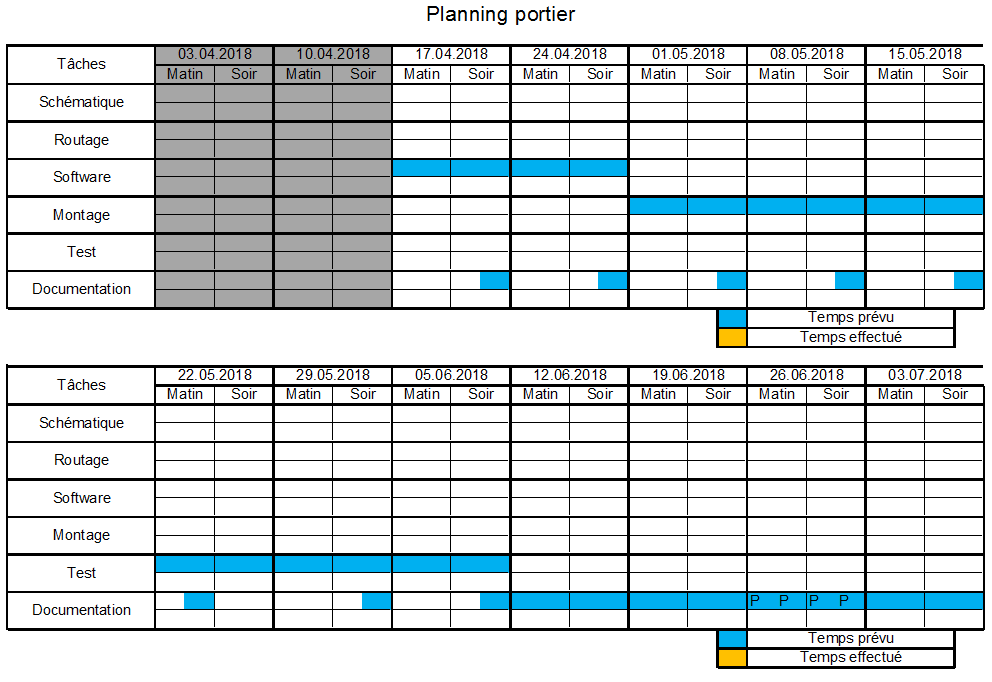 Planning portier
Tâches 03.04.2018 10.04.2018 17.04.2018 24.04.2018 01.05.2018 08.05.2018 15.05.2018
Matin Soir Matin Soir Matin Soir Matin Soir Matin Soir Matin Soir Matin Soir
Schématique
Routage
Software
Montage
Test
Documentation
Temps prévu
Temps effectué
Tâches 22.05.2018 29.05.2018 05.06.2018 12.06.2018 19.06.2018 26.06.2018 03.07.2018
Matin Soir Matin Soir Matin Soir Matin Soir Matin Soir Matin Soir Matin Soir
Schématique
Routage
Software
Montage
Test
Documentation P P P P
Temps prévu
Temps effectué